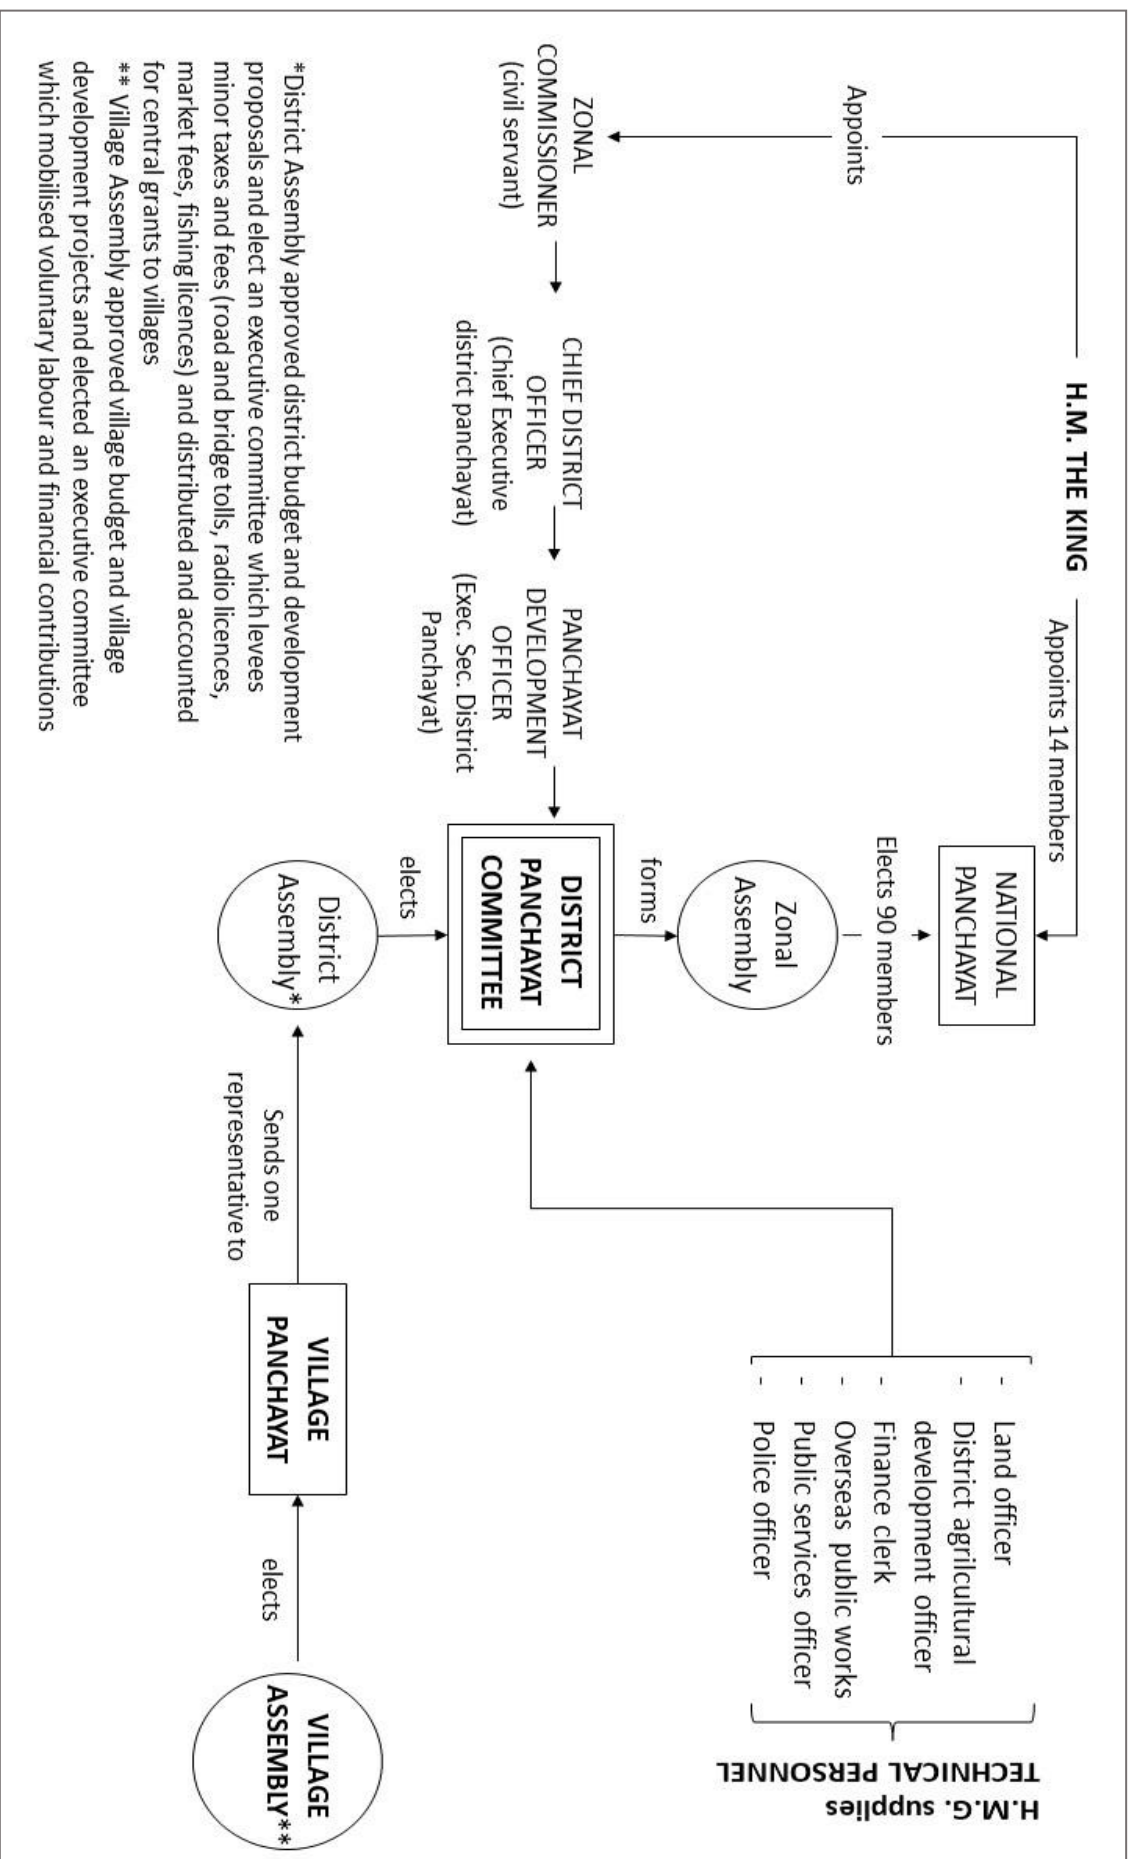 H.M. THE KING
Appoints
Appoints 14 members
NATIONAL
PANCHAYAT
Elects 90 members
Zonal
Assembly
forms
ZONAL
COMMISSIONER
(civil servant)
CHIEF DISTRICT
OFFICER
(Chief Executive
district panchayat)
PANCHAYAT
DEVELOPMENT
OFFICER
(Exec. Sec. District
Panchayat)
DISTRICT
PANCHAYAT
COMMITTEE
elects
District
Assembly*
Sends one
representative to
VILLAGE
PANCHAYAT
elects
VILLAGE
ASSEMBLY**
- Land officer
- District agrilcultural
development officer
- Finance clerk
- Overseas public works
- Public services officer
- Police officer
H.M.G. supplies
TECHNICAL PERSONNEL
*District Assembly approved district budget and development
proposals and elect an executive committee which levees
minor taxes and fees (road and bridge tolls, radio licences,
market fees, fishing licences) and distributed and accounted
for central grants to villages
** Village Assembly approved village budget and village
development projects and elected an executive committee
which mobilised voluntary labour and financial contributions